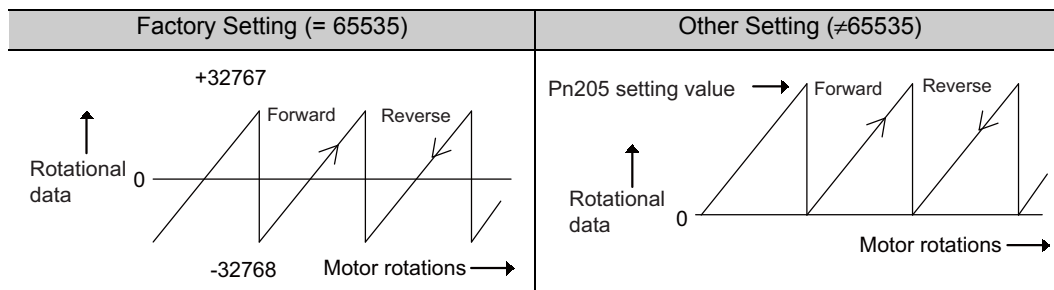 Factory Setting (= 65535)
+32767
Forward
Reverse
Rotational
data
0
-32768
Motor rotations
Other Setting (≠65535)
Pn205 setting value
Forward
Reverse
Rotational
data
0
Motor rotations